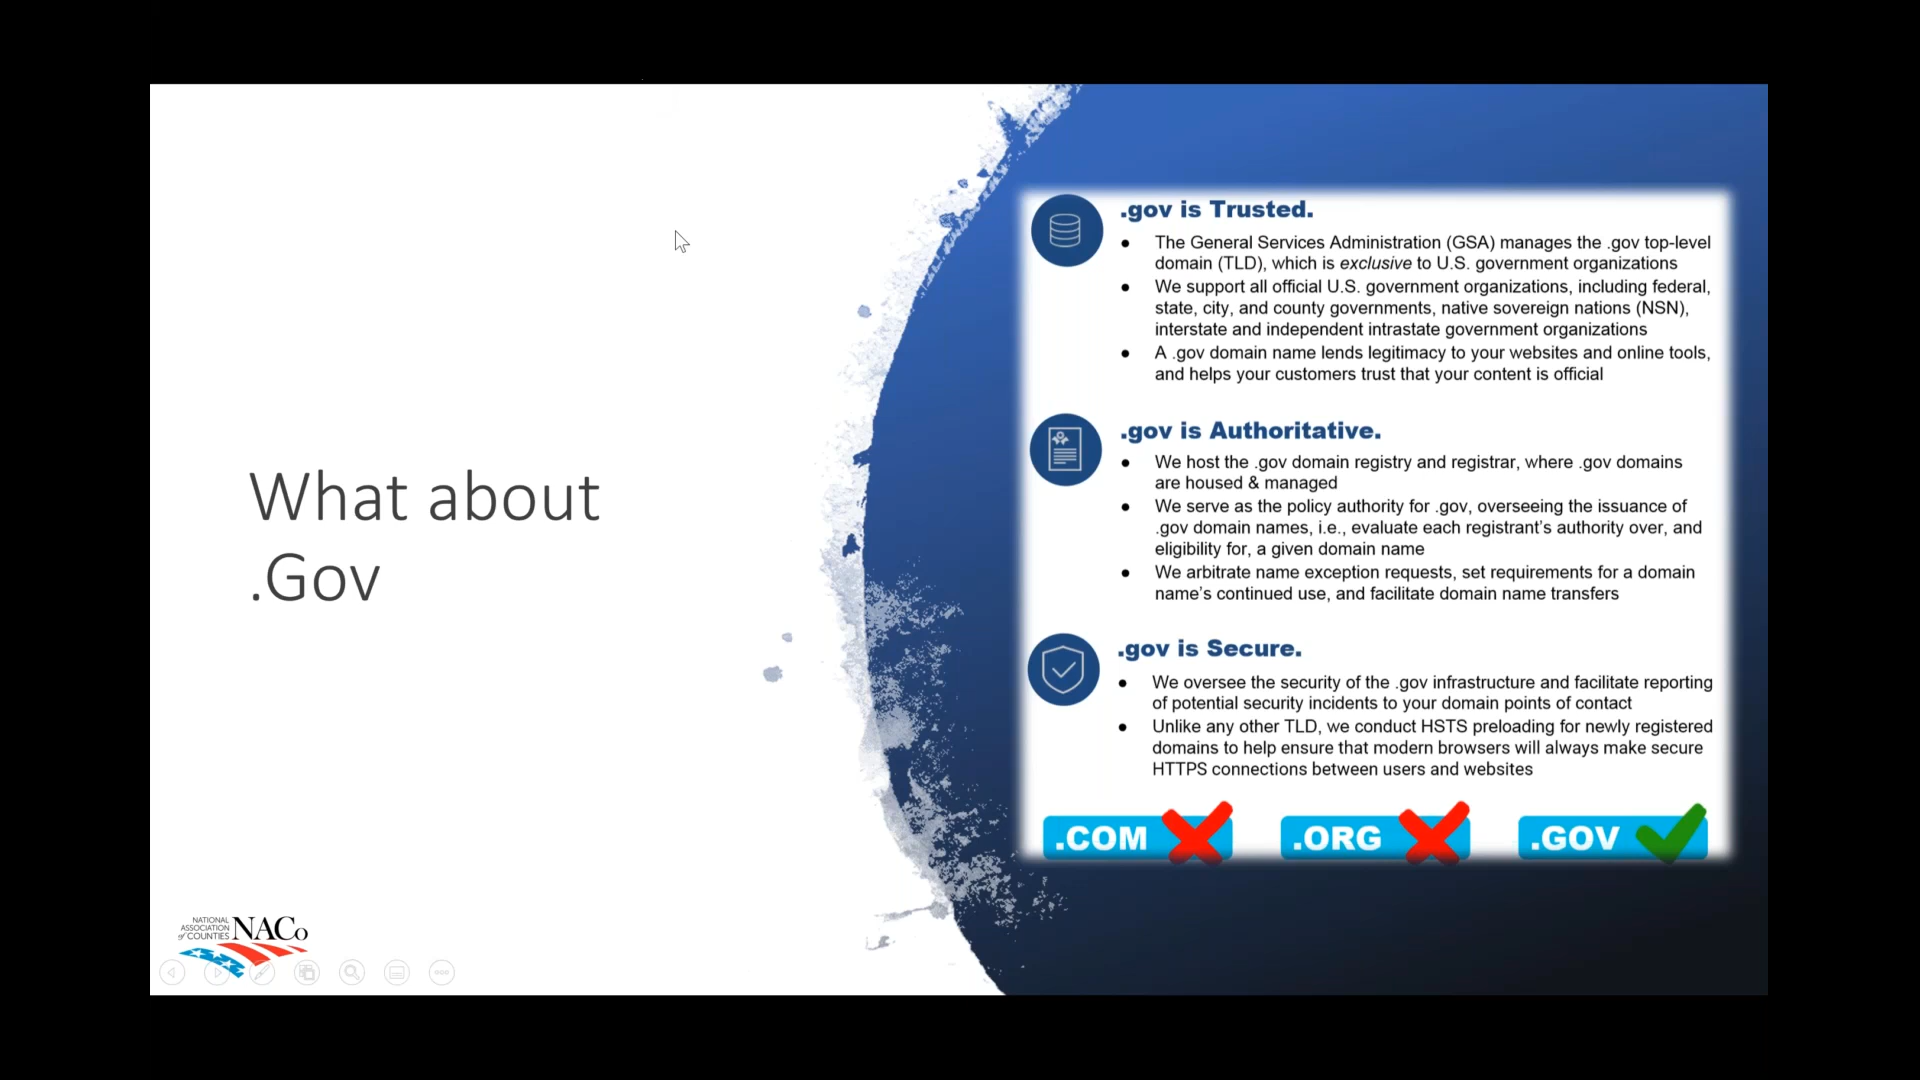 What about
.Gov
.gov is Trusted.
● The General Services Administration (GSA) manages the .gov top-level
domain (TLD), which is exclusive to U.S. government organizations
● We support all official U.S. government organizations, including federal,
state, city, and county governments, native sovereign nations (NSN),
interstate and independent intrastate government organizations
● A .gov domain name lends legitimacy to your websites and online tools,
and helps your customers trust that your content is official
.gov is Authoritative.
● We host the .gov domain registry and registrar, where .gov domains
are housed & managed
● We serve as the policy authority for .gov, overseeing the issuance of
.gov domain names, i.e., evaluate each registrant's authority over, and
eligibility for, a given domain name
● We arbitrate name exception requests, set requirements for a domain
name's continued use, and facilitate domain name transfers
.gov is Secure.
● We oversee the security of the .gov infrastructure and facilitate reporting
of potential security incidents to your domain points of contact
● Unlike any other TLD, we conduct HSTS preloading for newly registered
domains to help ensure that modern browsers will always make secure
HTTPS connections between users and websites
.COM
.ORG
.GOV
NATIONAL
ASSOCIATION
of COUNTIES
NACo